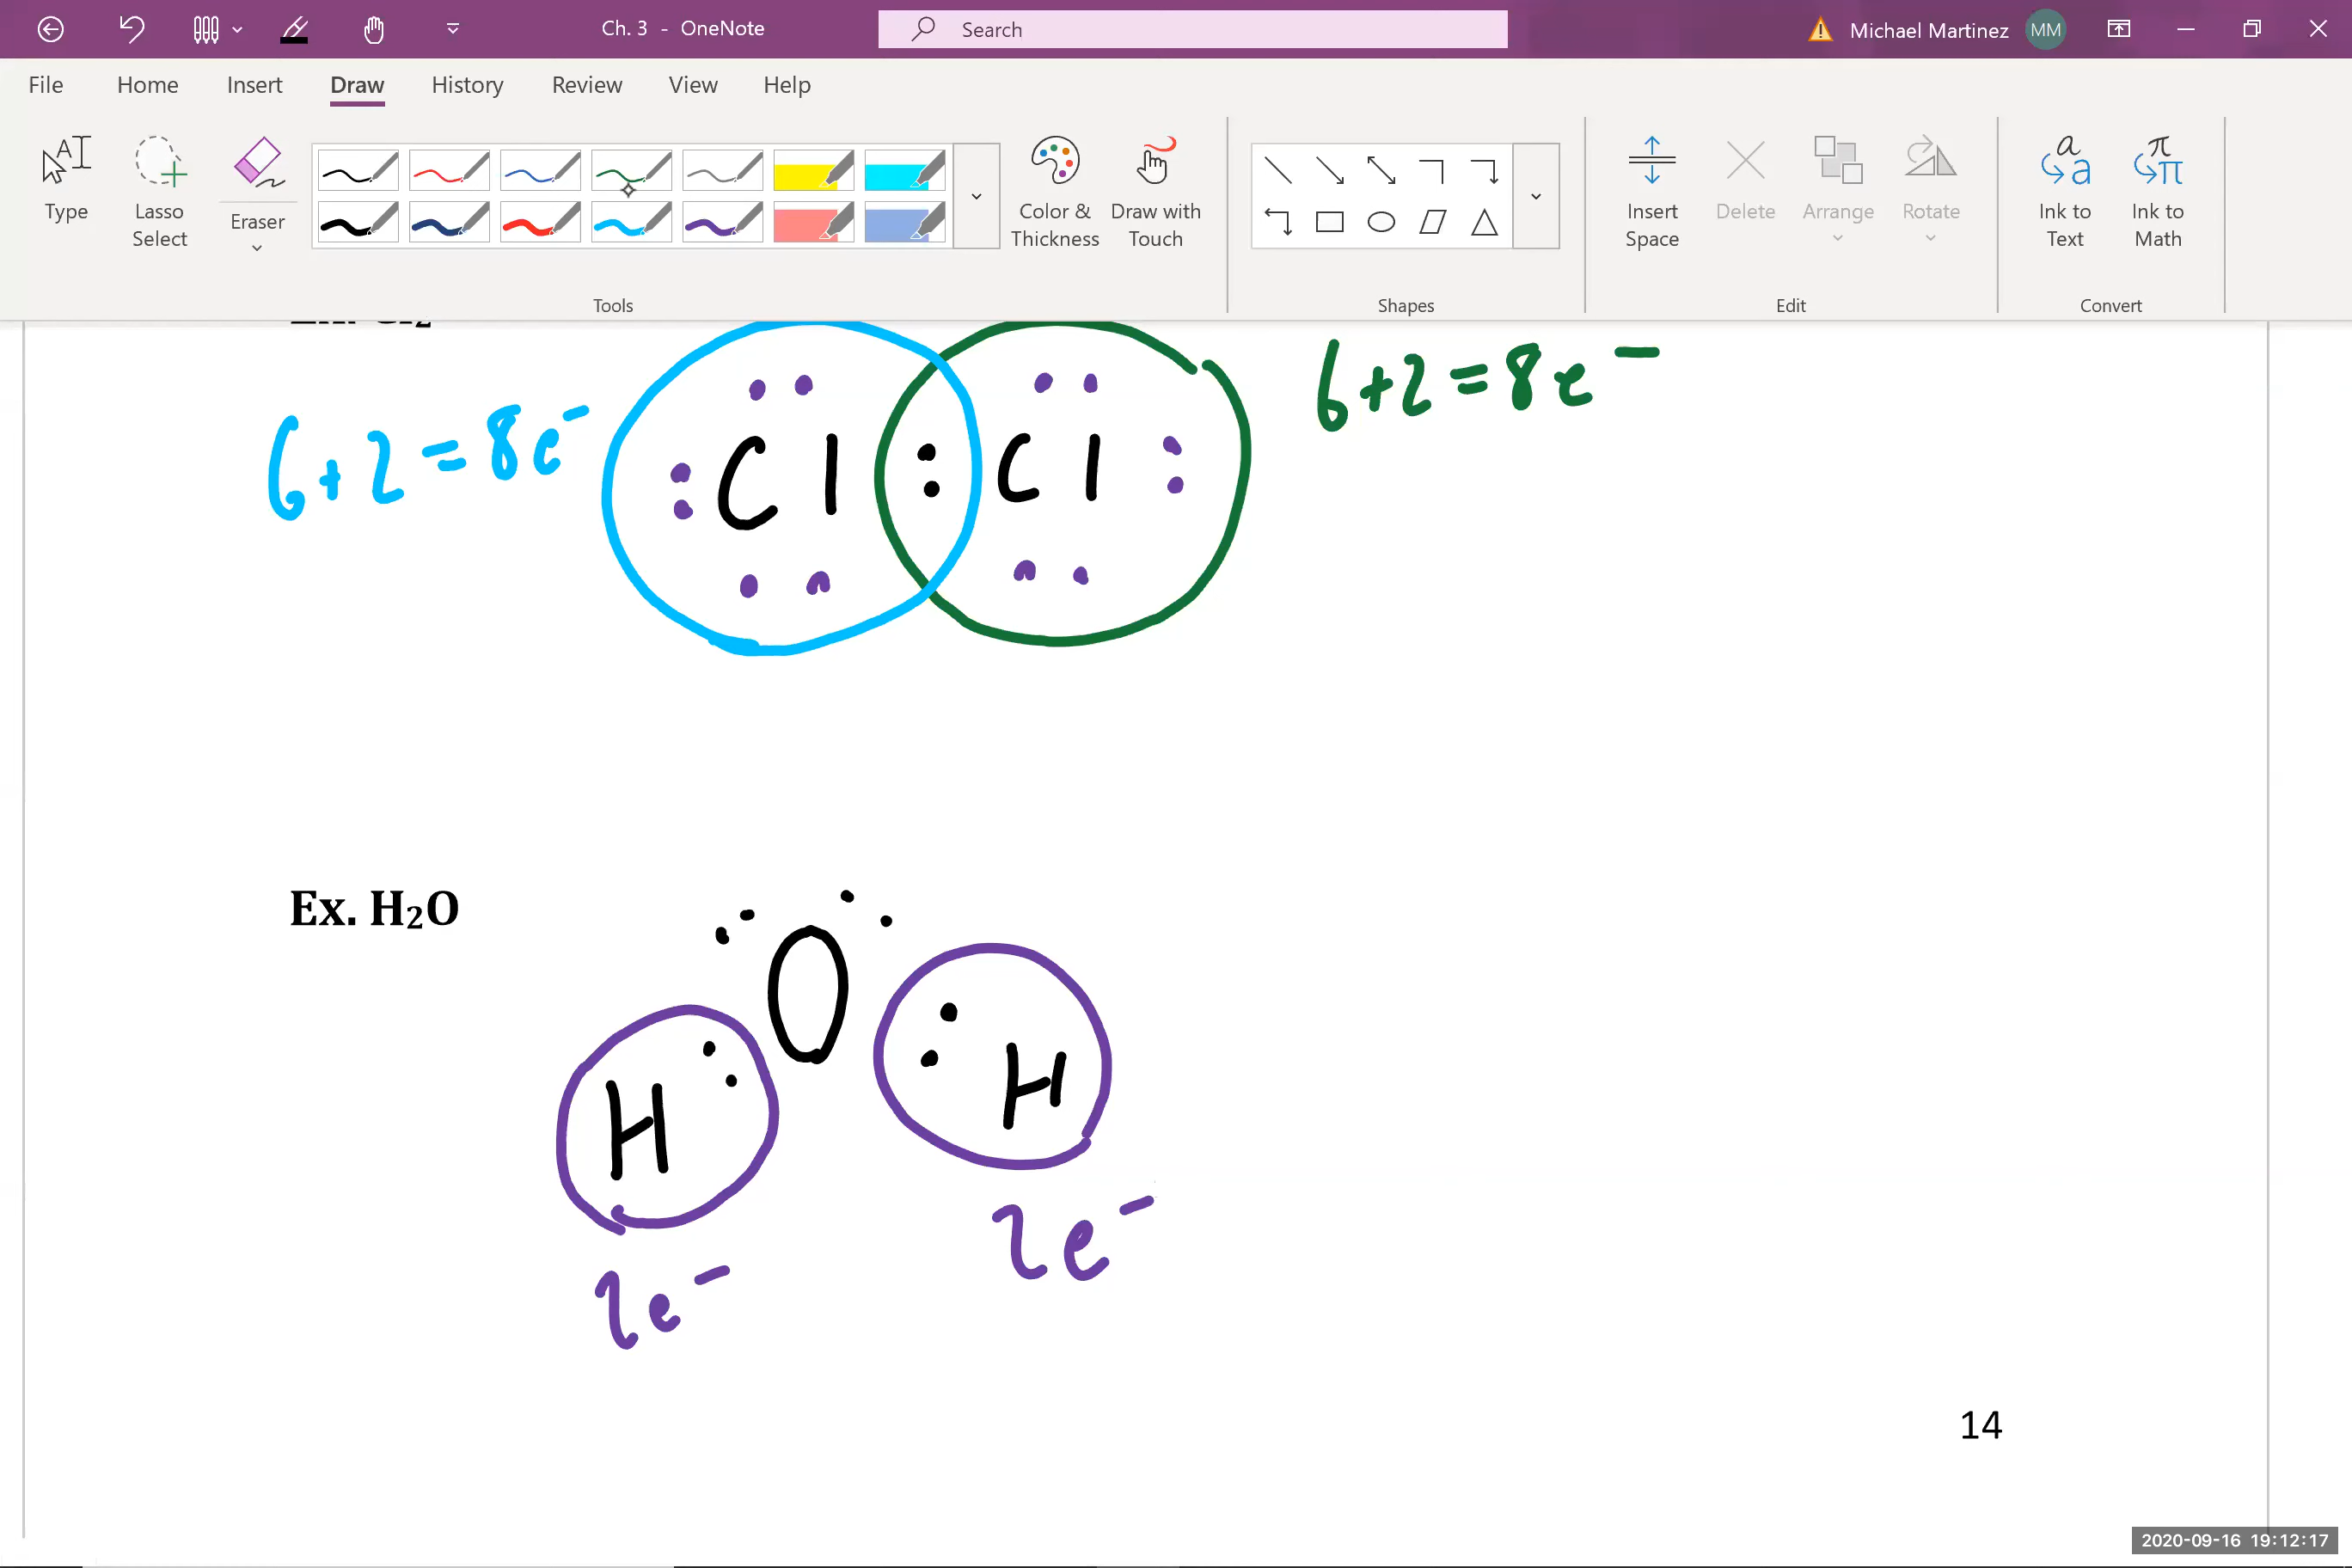 Ch. 3 - OneNote
Search
Michael Martinez MM
File Home Insert Draw History Review View Help
Type
Lasso Select
Eraser
Color & Thickness
Draw with Touch
Insert Space
Delete
Arrange
Rotate
Ink to Text
Ink to Math
Tools Shapes Edit Convert
6+2=8e⁻
6+2=8e⁻
Cl : Cl
Ex. H₂O
O
H H
2e⁻
2e⁻
14
2020-09-16 19:12:17